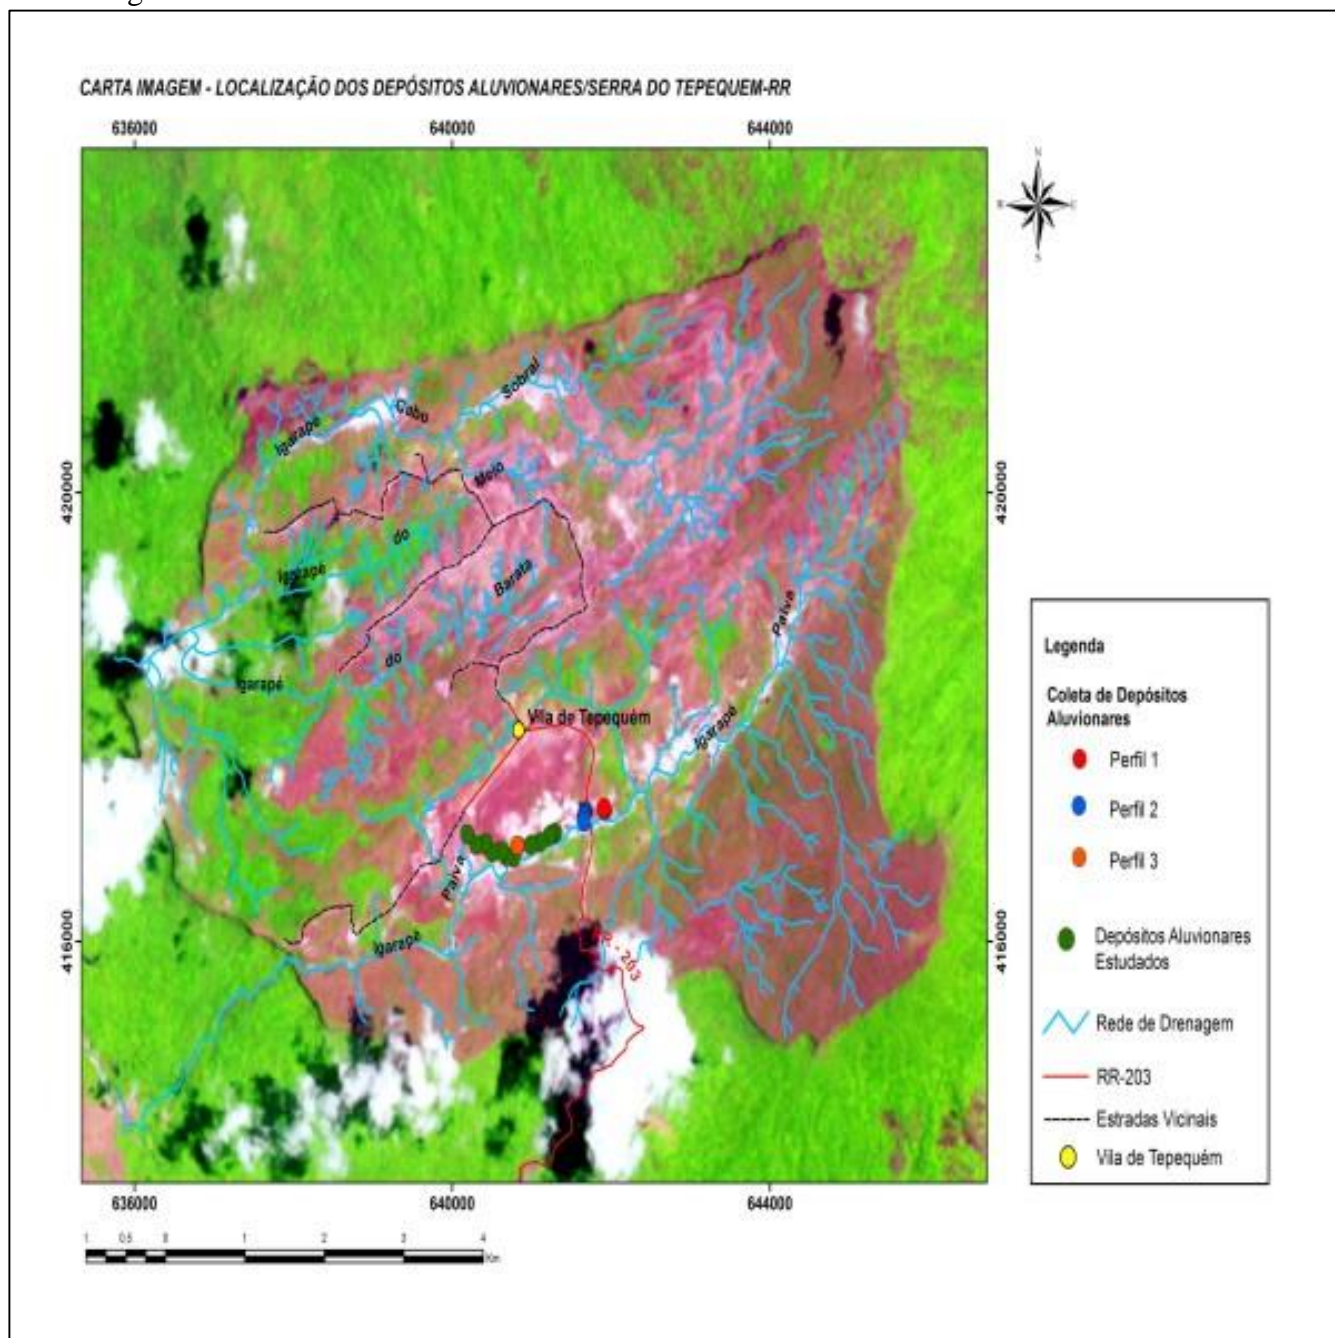 CARTA IMAGEM - LOCALIZAÇÃO DOS DEPÓSITOS ALUVIONARES/SERRA DO TEPEQUEM-RR
636000 640000 644000
N
E
S
Igarapé Cabo Sobral
420000
420000
Igarapé do Meio
Igarapé do Barata
Igarapé Paiva
Vila de Tepequém
Igarapé Paiva
416000
416000
RR - 203
636000 640000 644000
1 0,5 0 1 2 3 4
Km
Legenda
Coleta de Depósitos
Aluvionares
Perfil 1
Perfil 2
Perfil 3
Depósitos Aluvionares
Estudados
Rede de Drenagem
RR-203
Estradas Vicinais
Vila de Tepequém